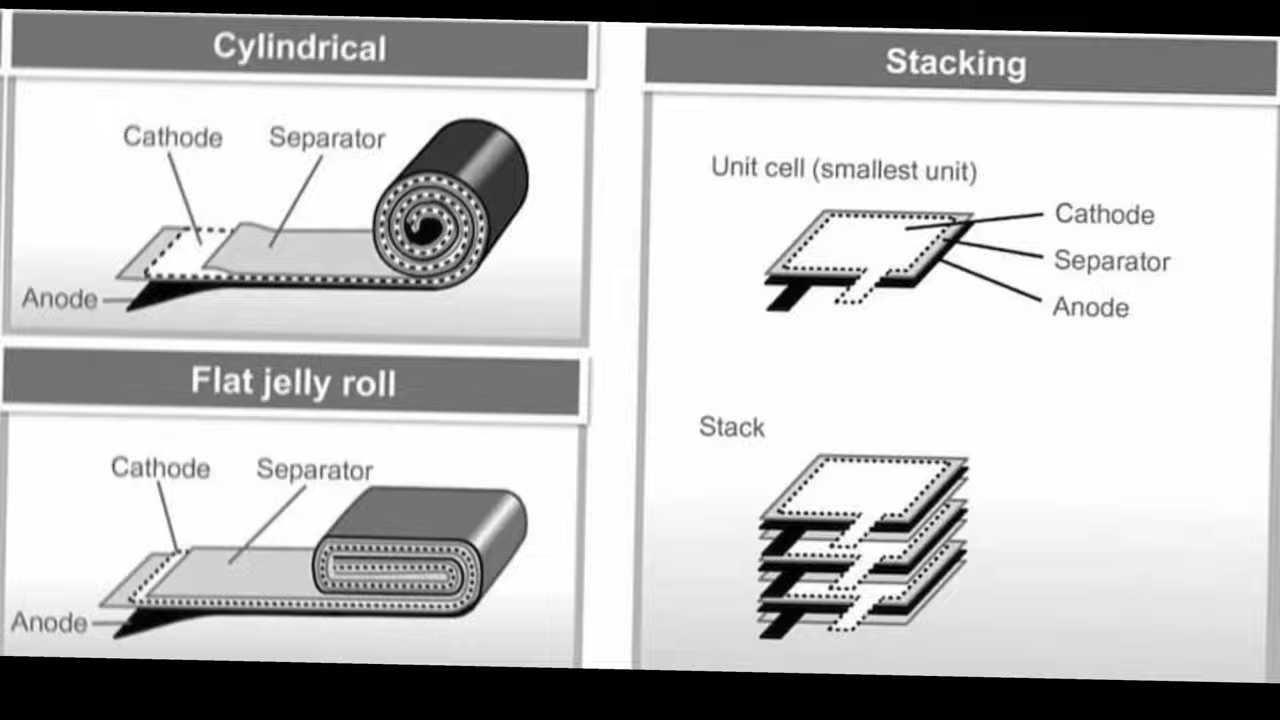 Cylindrical
Cathode
Separator
Anode
Flat jelly roll
Cathode
Separator
Anode
Stacking
Unit cell (smallest unit)
Cathode
Separator
Anode
Stack